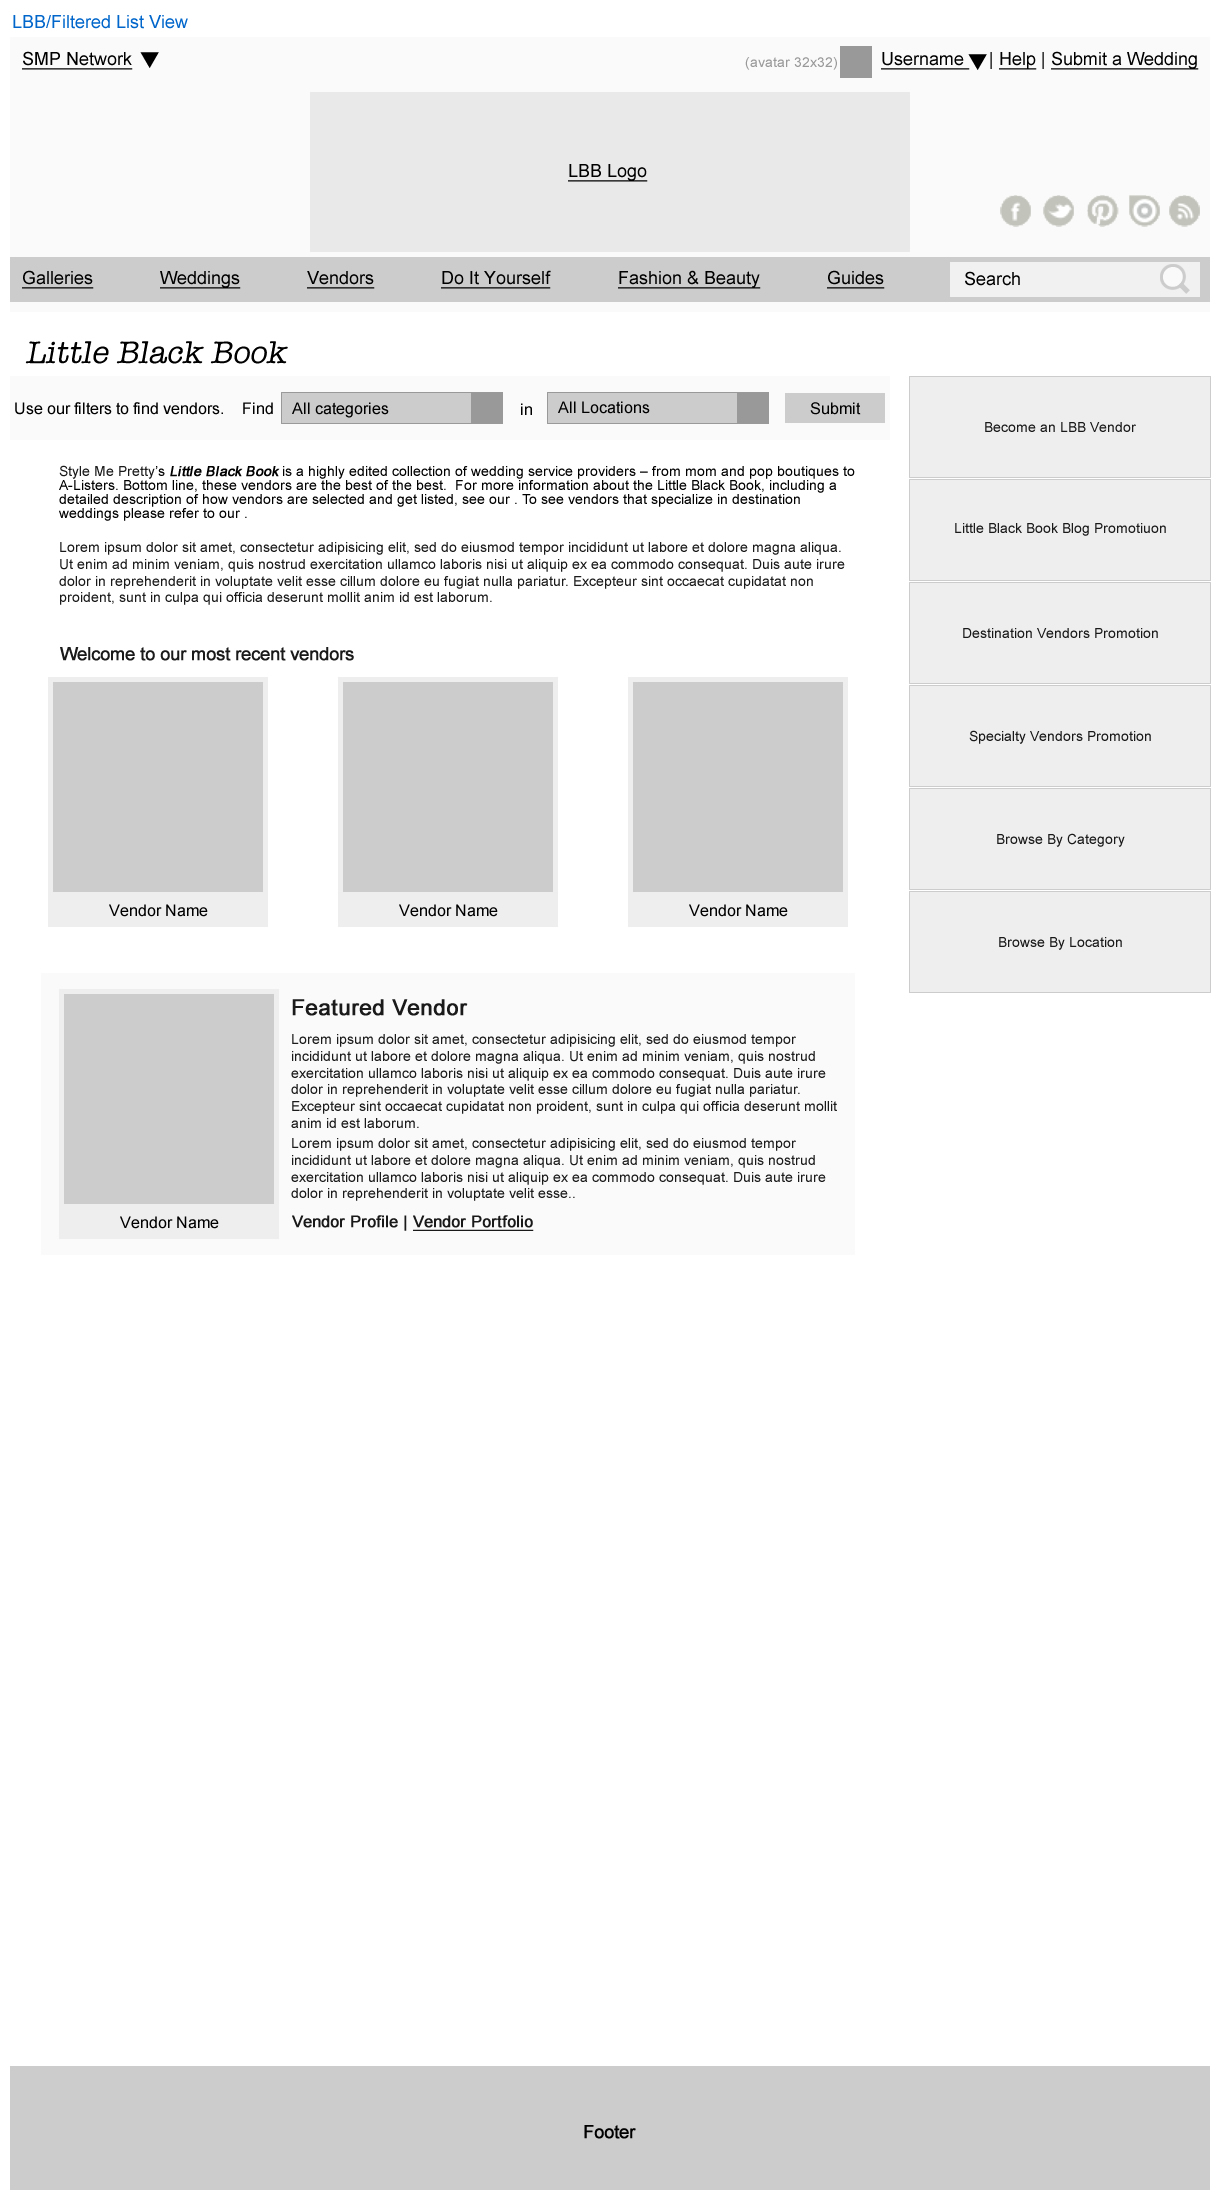 LBB/Filtered List View
SMP Network
(avatar 32x32)
Username | Help | Submit a Wedding
LBB Logo
Galleries
Weddings
Vendors
Do It Yourself
Fashion & Beauty
Guides
Search
Little Black Book
Use our filters to find vendors. Find All categories in All Locations Submit
Style Me Pretty's Little Black Book is a highly edited collection of wedding service providers – from mom and pop boutiques to
A-Listers. Bottom line, these vendors are the best of the best.  For more information about the Little Black Book, including a
detailed description of how vendors are selected and get listed, see our . To see vendors that specialize in destination
weddings please refer to our .
Lorem ipsum dolor sit amet, consectetur adipisicing elit, sed do eiusmod tempor incididunt ut labore et dolore magna aliqua.
Ut enim ad minim veniam, quis nostrud exercitation ullamco laboris nisi ut aliquip ex ea commodo consequat. Duis aute irure
dolor in reprehenderit in voluptate velit esse cillum dolore eu fugiat nulla pariatur. Excepteur sint occaecat cupidatat non
proident, sunt in culpa qui officia deserunt mollit anim id est laborum.
Welcome to our most recent vendors
Vendor Name
Vendor Name
Vendor Name
Featured Vendor
Lorem ipsum dolor sit amet, consectetur adipisicing elit, sed do eiusmod tempor
incididunt ut labore et dolore magna aliqua. Ut enim ad minim veniam, quis nostrud
exercitation ullamco laboris nisi ut aliquip ex ea commodo consequat. Duis aute irure
dolor in reprehenderit in voluptate velit esse cillum dolore eu fugiat nulla pariatur.
Excepteur sint occaecat cupidatat non proident, sunt in culpa qui officia deserunt mollit
anim id est laborum.
Lorem ipsum dolor sit amet, consectetur adipisicing elit, sed do eiusmod tempor
incididunt ut labore et dolore magna aliqua. Ut enim ad minim veniam, quis nostrud
exercitation ullamco laboris nisi ut aliquip ex ea commodo consequat. Duis aute irure
dolor in reprehenderit in voluptate velit esse..
Vendor Name
Vendor Profile | Vendor Portfolio
Become an LBB Vendor
Little Black Book Blog Promotiuon
Destination Vendors Promotion
Specialty Vendors Promotion
Browse By Category
Browse By Location
Footer